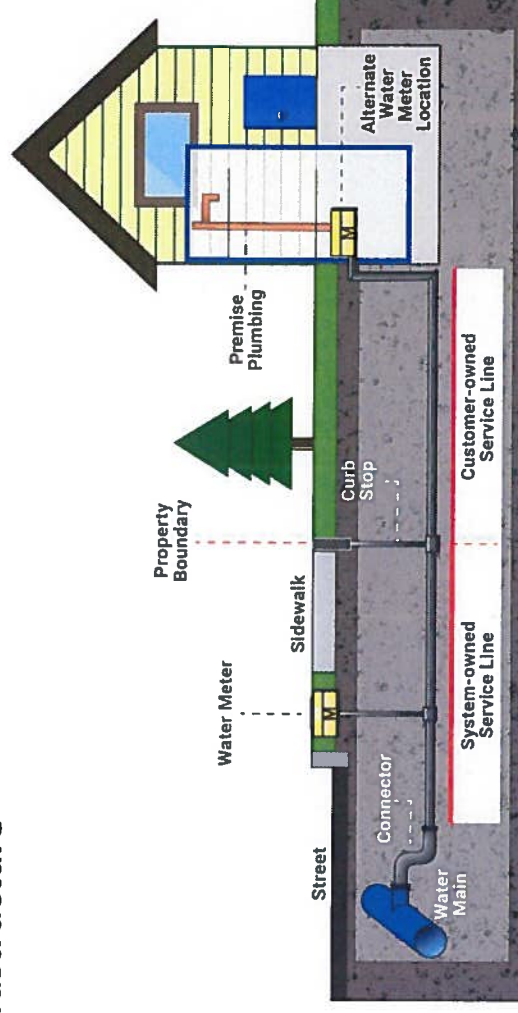 Property
Boundary
Water Meter
Premise
Plumbing
Street
Sidewalk
M
M
Curb
Stop
Alternate
Water
Meter
Location
Connector
Water
Main
System-owned
Service Line
Customer-owned
Service Line